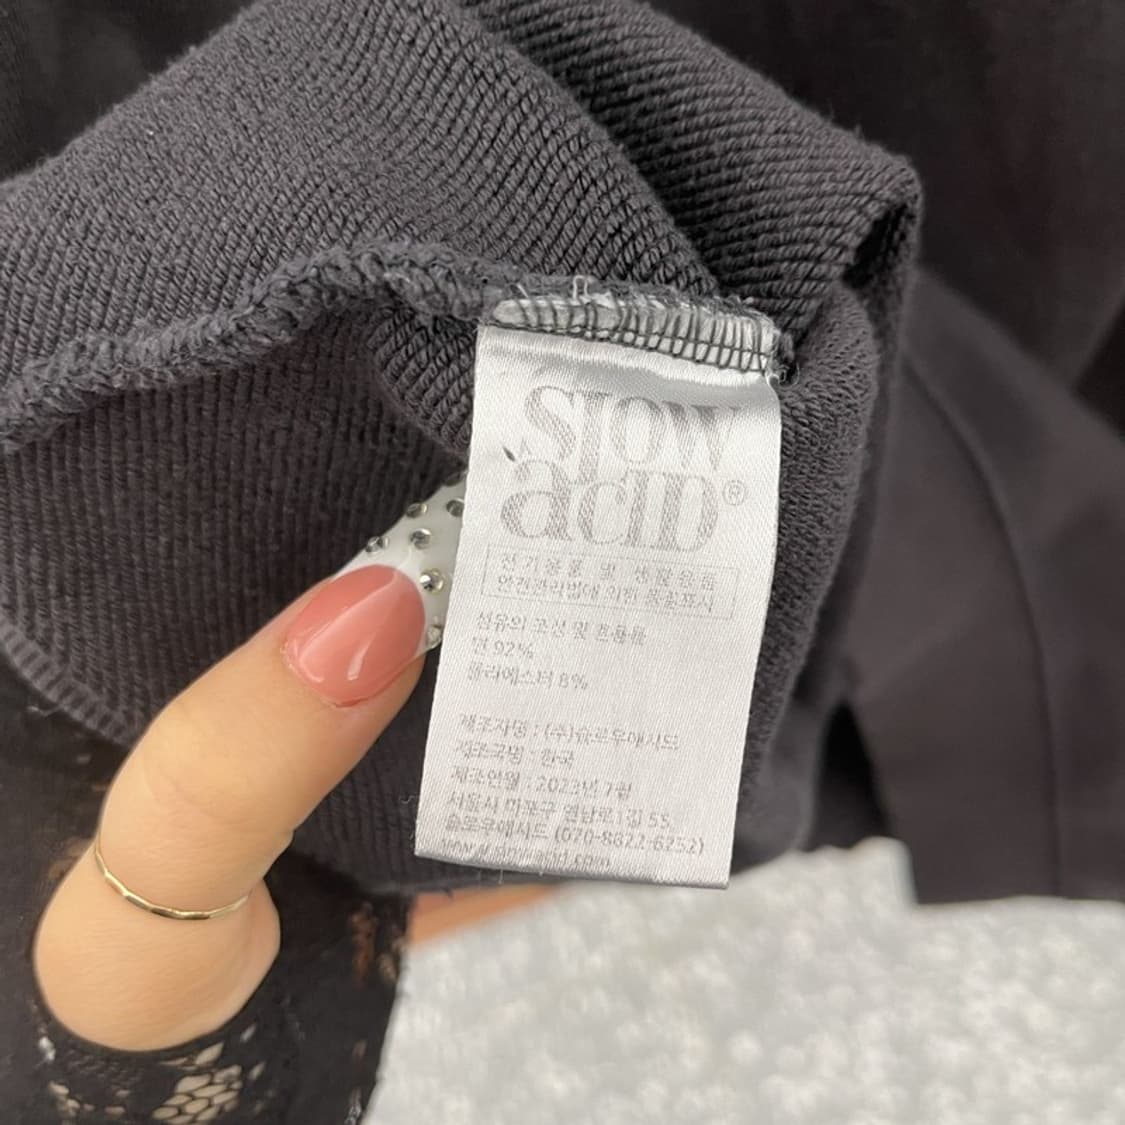 slow
acid®
전기용품 및 생활용품
안전관리법에 의한 품질표시
섬유의 조성 및 혼용률
면 92%
폴리에스터 8%
제조자명 : (주)슬로우애시드
제조국명 : 한국
제조연월 : 2023년 7월
서울시 마포구 연남로1길 55
슬로우애시드 (070-8822-6252)
www.slowacid.com